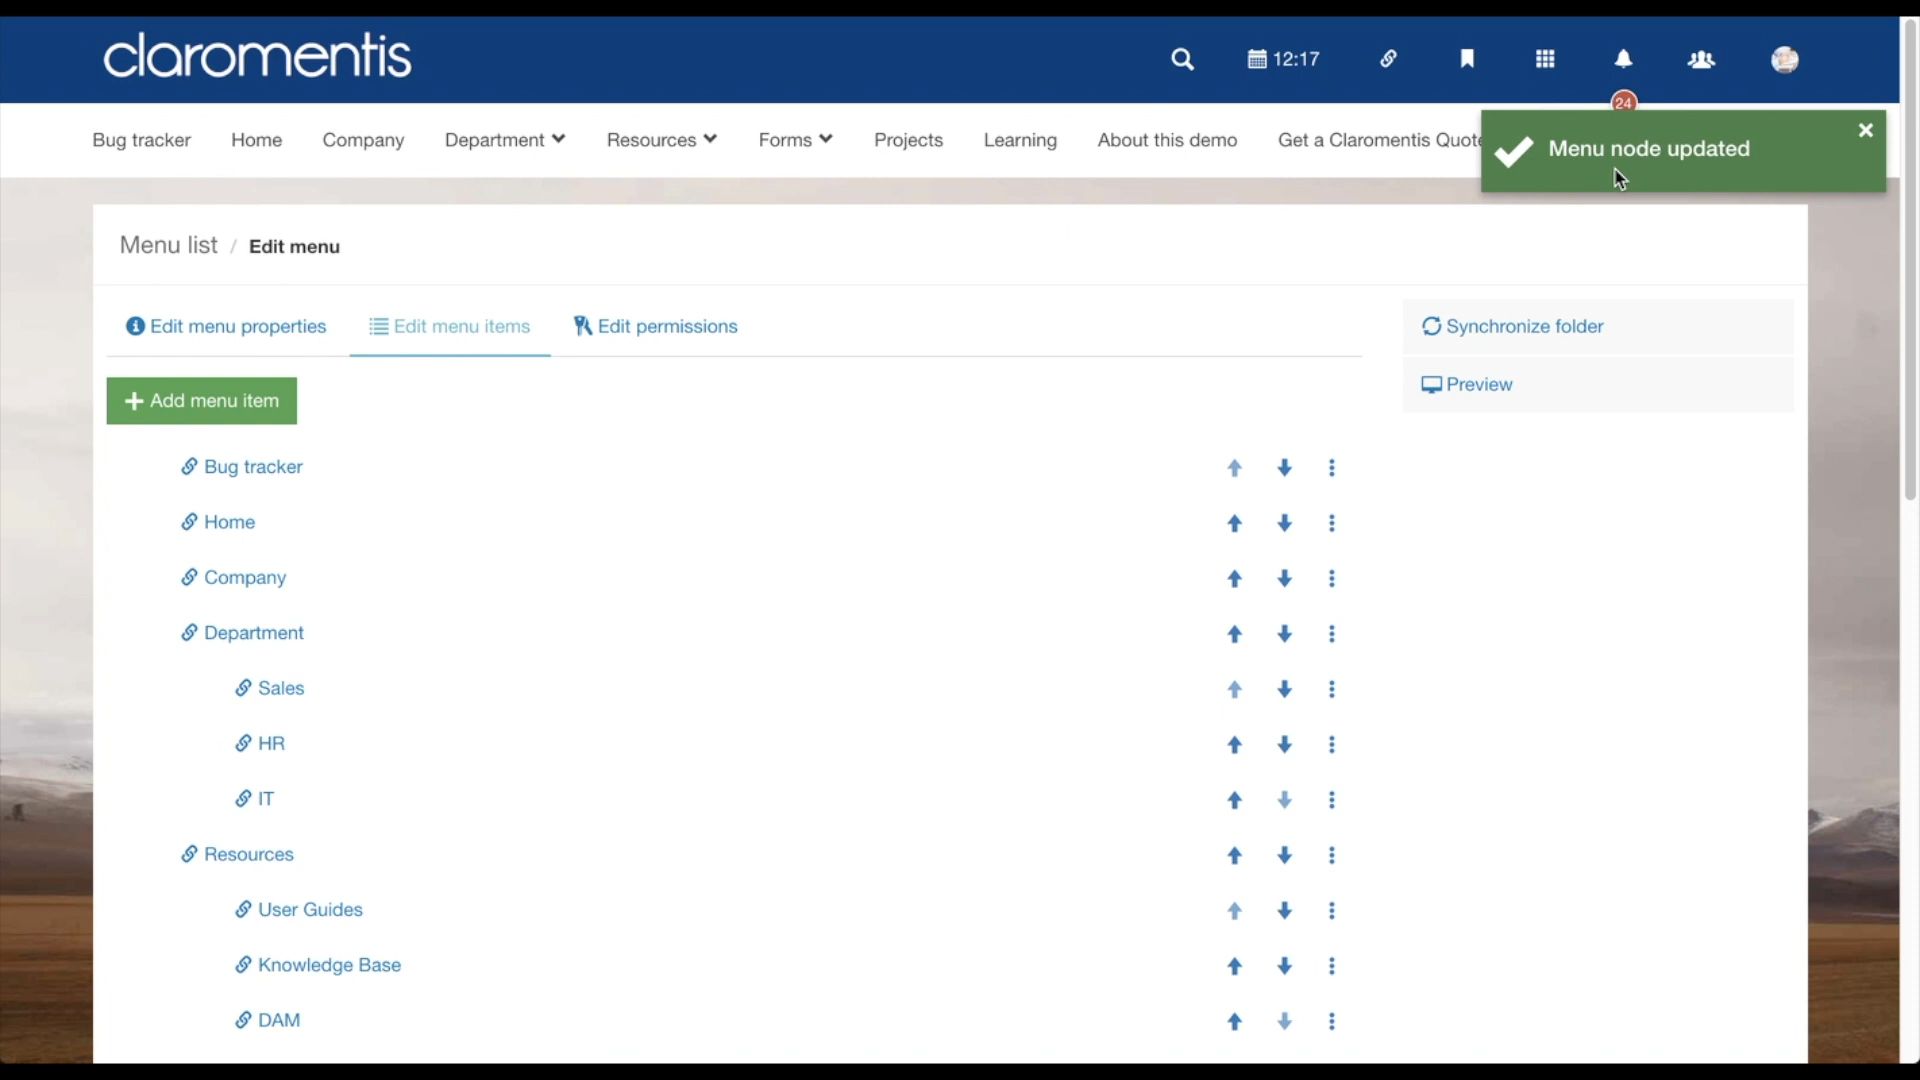 claromentis
12:17
24
Bug tracker Home Company Department Resources Forms Projects Learning About this demo Get a Claromentis Quote
Menu node updated
Menu list / Edit menu
Edit menu properties Edit menu items Edit permissions
Synchronize folder
Preview
Add menu item
Bug tracker
Home
Company
Department
Sales
HR
IT
Resources
User Guides
Knowledge Base
DAM